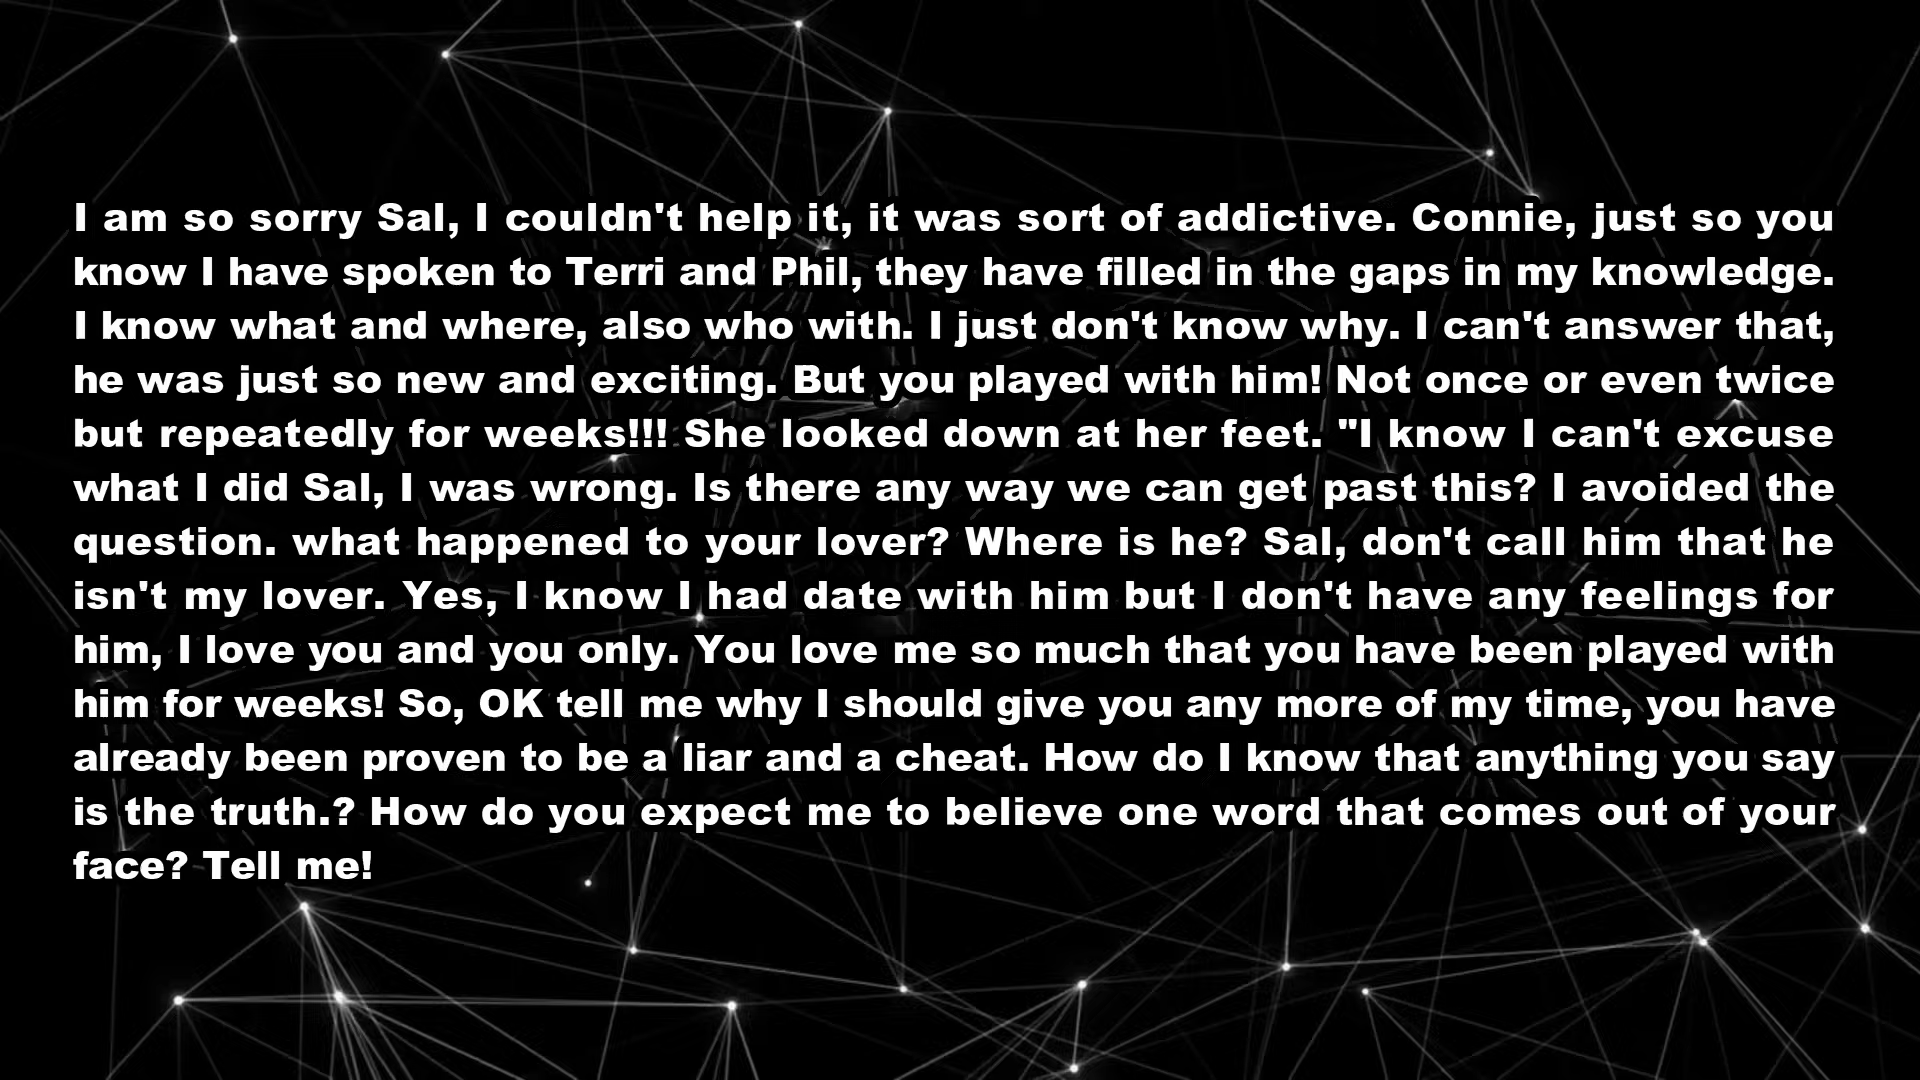 I am so sorry Sal, I couldn't help it, it was sort of addictive. Connie, just so you
know I have spoken to Terri and Phil, they have filled in the gaps in my knowledge.
I know what and where, also who with. I just don't know why. I can't answer that,
he was just so new and exciting. But you played with him! Not once or even twice
but repeatedly for weeks!!! She looked down at her feet. "I know I can't excuse
what I did Sal, I was wrong. Is there any way we can get past this? I avoided the
question. what happened to your lover? Where is he? Sal, don't call him that he
isn't my lover. Yes, I know I had date with him but I don't have any feelings for
him, I love you and you only. You love me so much that you have been played with
him for weeks! So, OK tell me why I should give you any more of my time, you have
already been proven to be a liar and a cheat. How do I know that anything you say
is the truth.? How do you expect me to believe one word that comes out of your
face? Tell me!